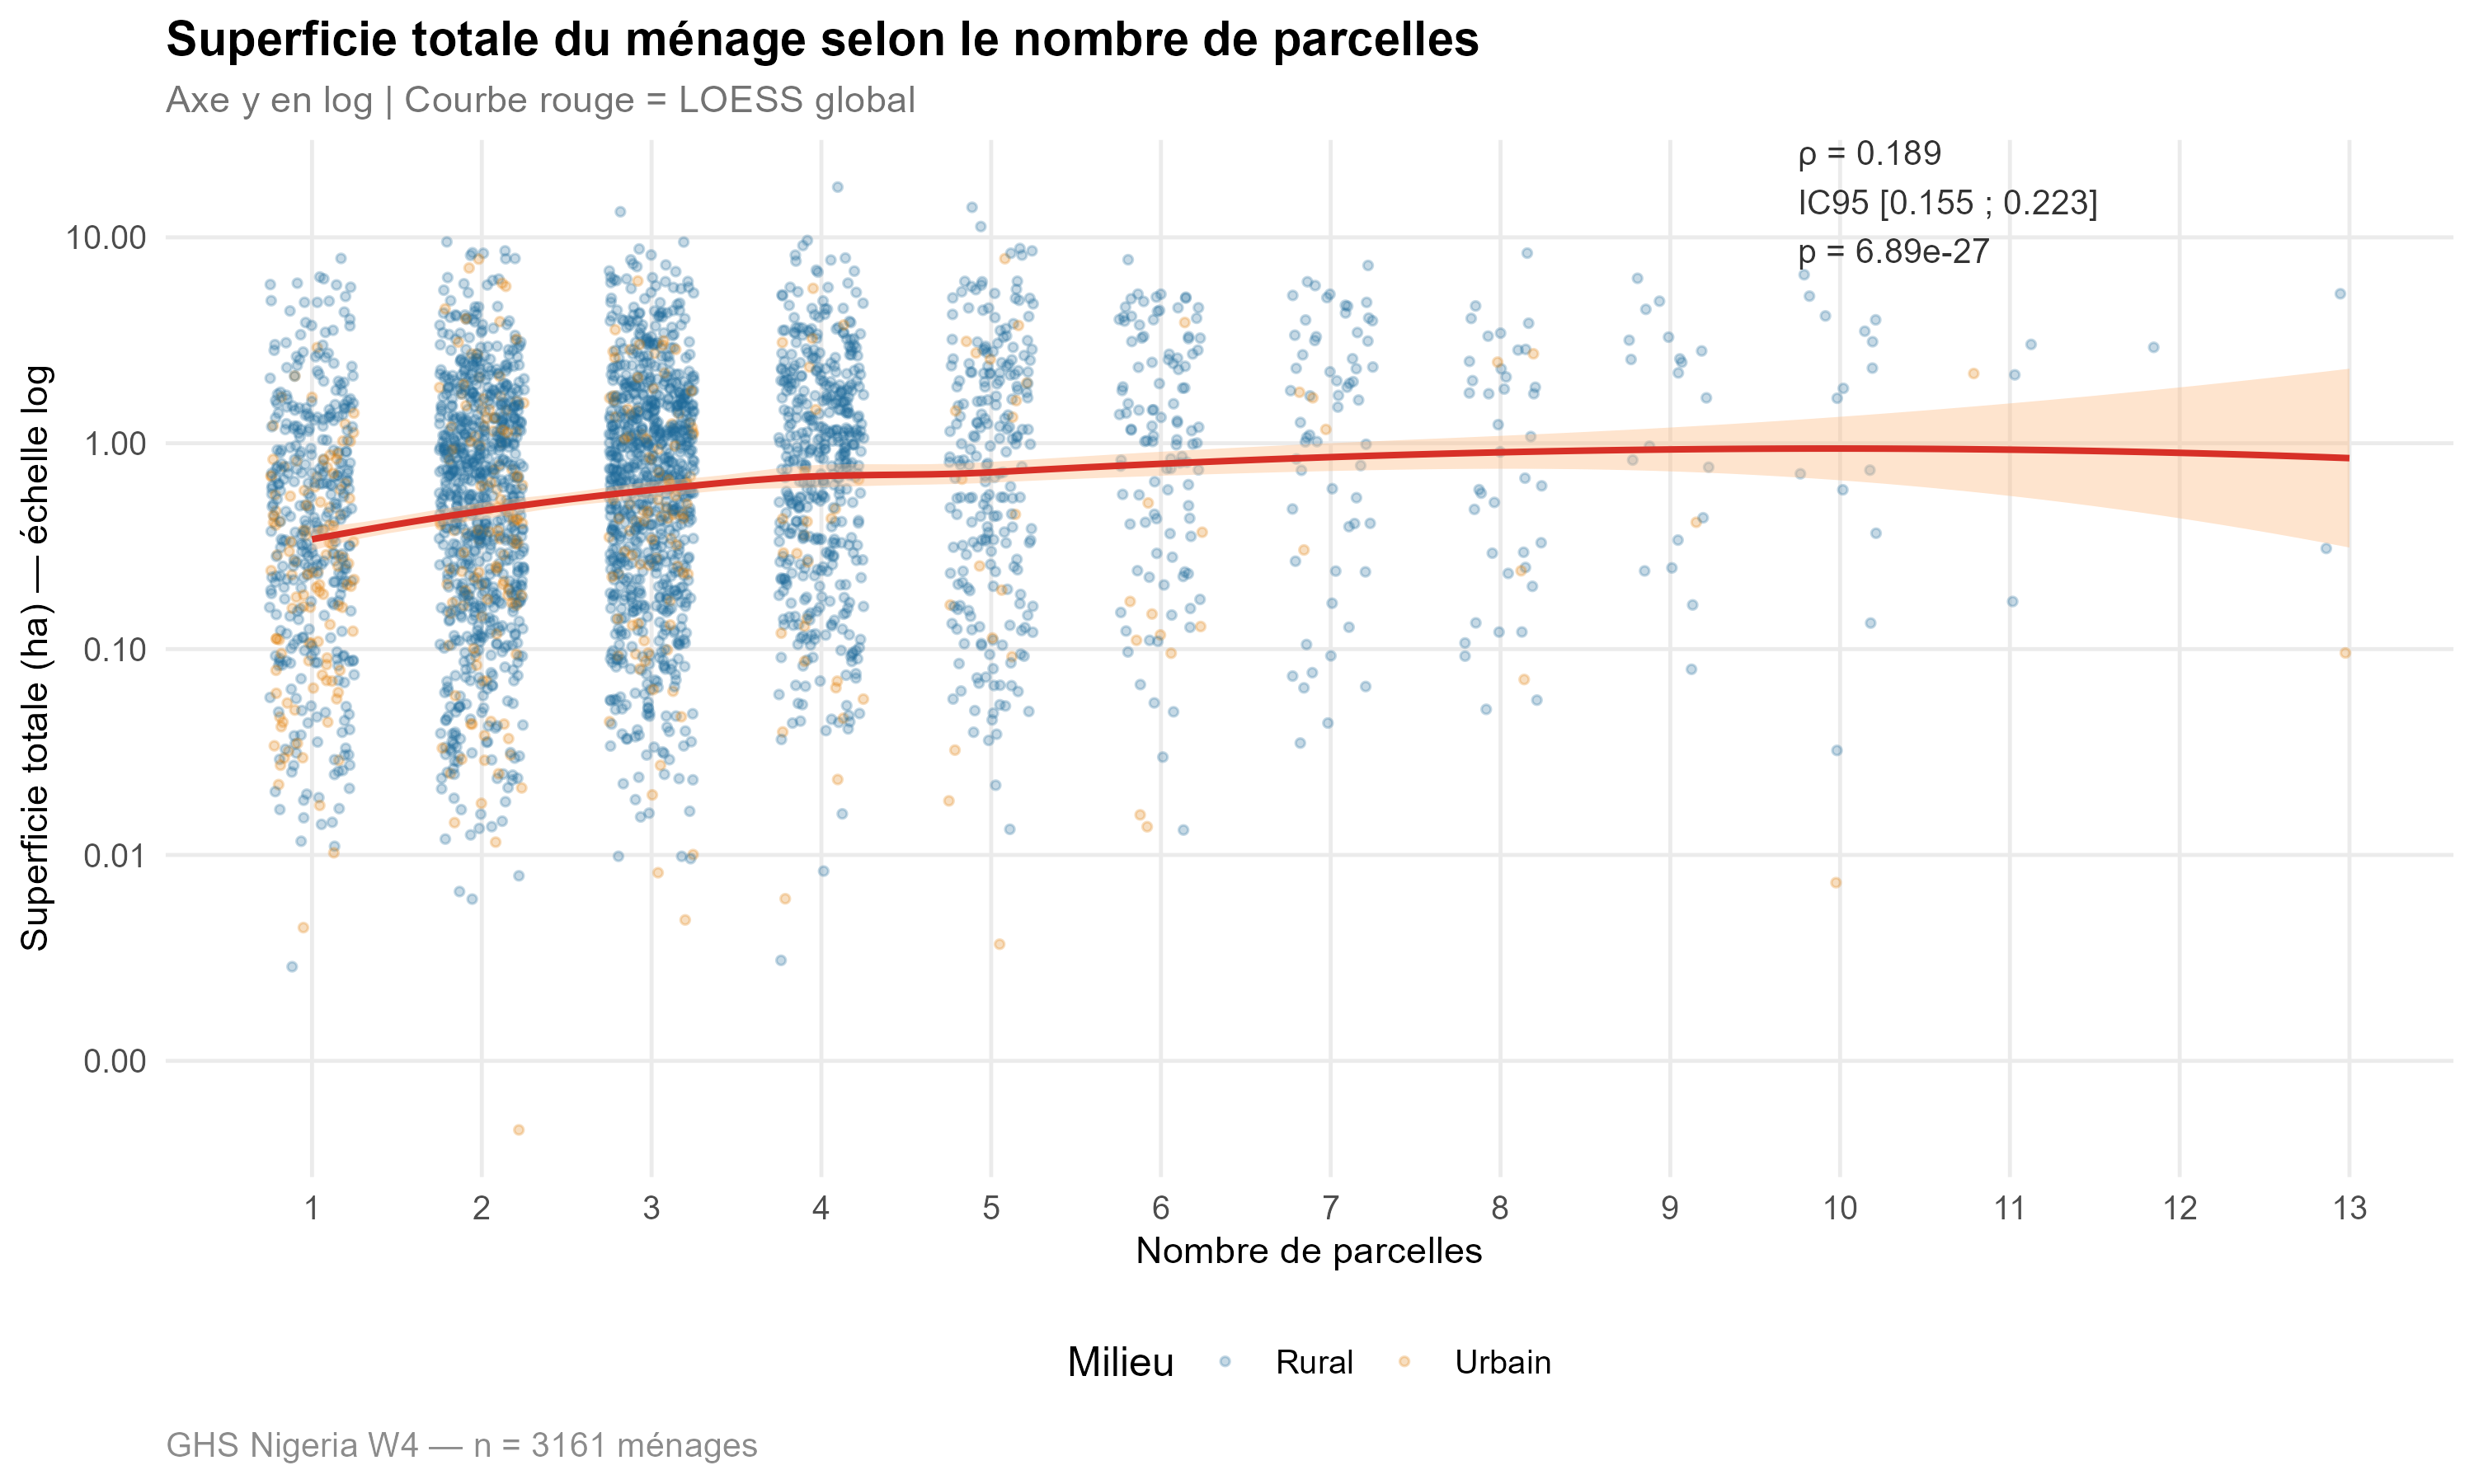 Superficie totale du ménage selon le nombre de parcelles
Axe y en log | Courbe rouge = LOESS global
ρ = 0.189
IC95 [0.155 ; 0.223]
p = 6.89e-27
Superficie totale (ha) — échelle log
10.00
1.00
0.10
0.01
0.00
1 2 3 4 5 6 7 8 9 10 11 12 13
Nombre de parcelles
Milieu Rural Urbain
GHS Nigeria W4 — n = 3161 ménages